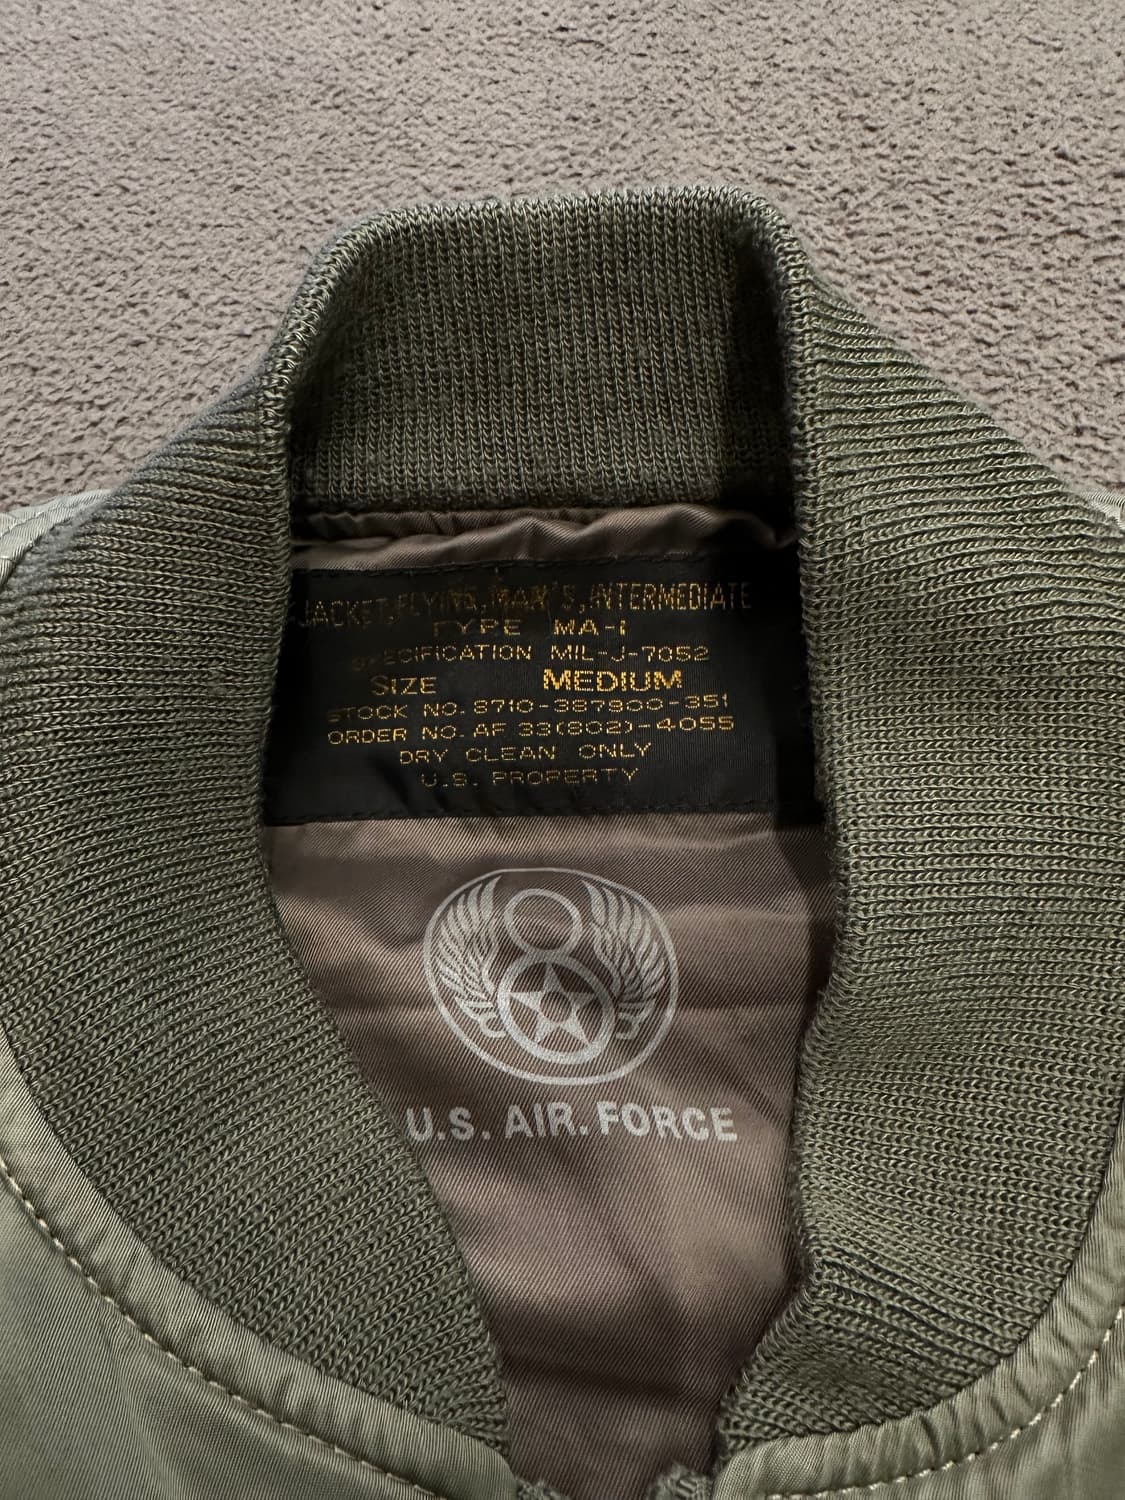 JACKET,FLYING,MAN'S,INTERMEDIATE
TYPE MA-1
SPECIFICATION MIL-J-7052
SIZE MEDIUM
STOCK NO. 8710-387900-351
ORDER NO. AF 33(802)-4055
DRY CLEAN ONLY
U.S. PROPERTY
8
U.S. AIR. FORCE